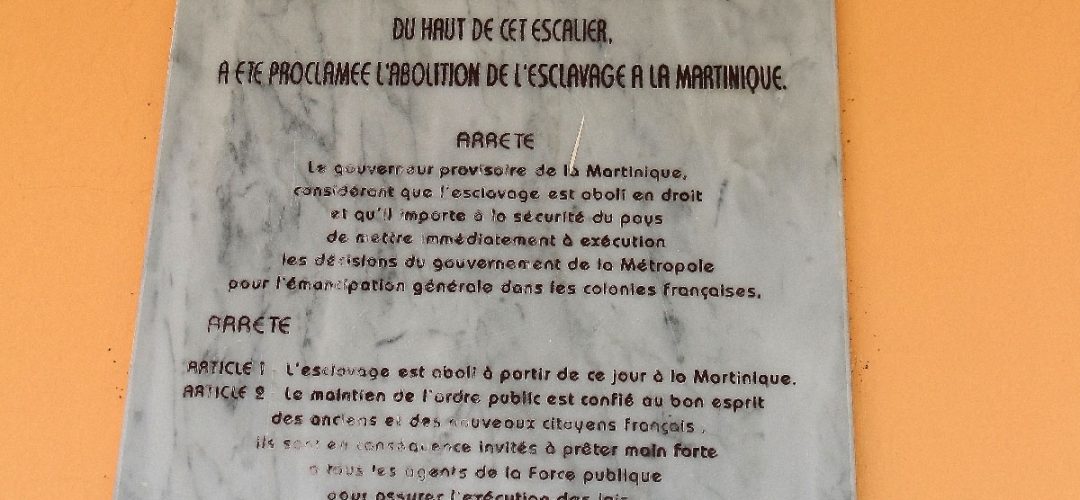 DU HAUT DE CET ESCALIER,
A ETE PROCLAMEE L'ABOLITION DE L'ESCLAVAGE A LA MARTINIQUE.
ARRETE
Le gouverneur provisoire de la Martinique,
considérant que l'esclavage est aboli en droit
et qu'il importe à la sécurité du pays
de mettre immédiatement à exécution
les décisions du gouvernement de la Métropole
pour l'émancipation générale dans les colonies françaises,
ARRETE
ARTICLE 1 L'esclavage est aboli à partir de ce jour à la Martinique.
ARTICLE 2 Le maintien de l'ordre public est confié au bon esprit
des anciens et des nouveaux citoyens français,
ils sont en conséquence invités à prêter main forte
a tous les agents de la Force publique
pour assurer l'exécution des lois